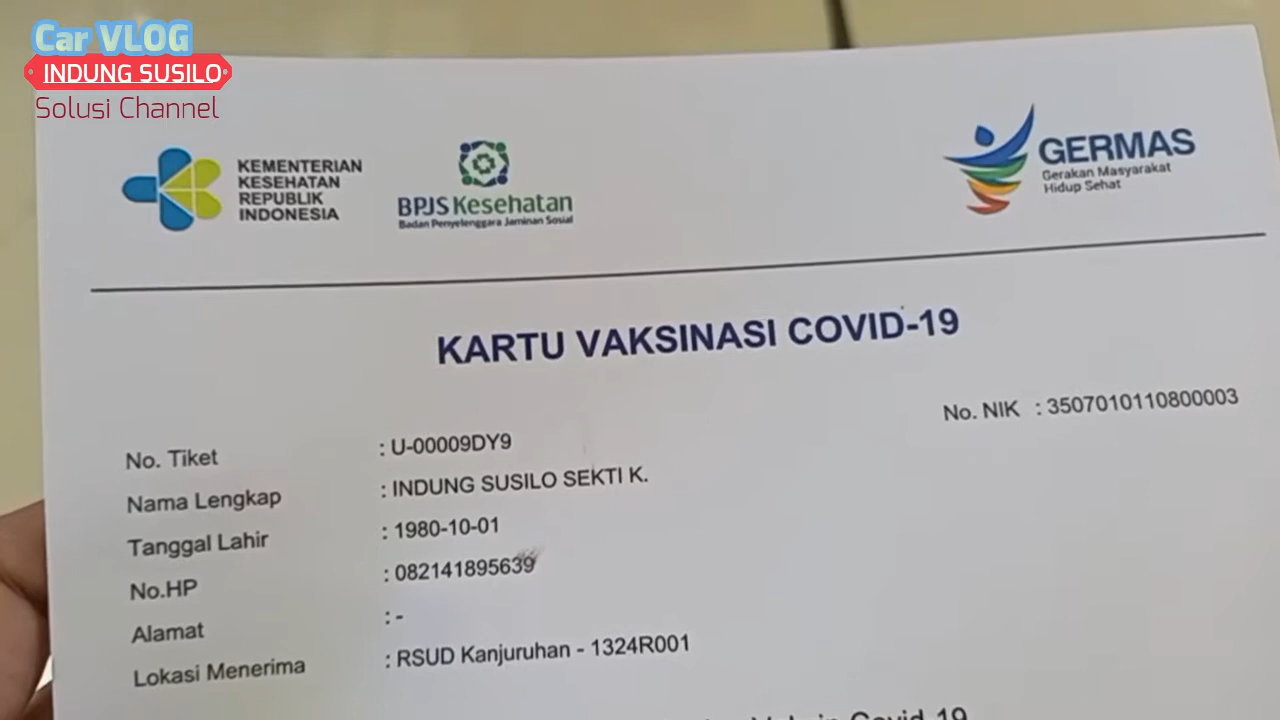 Car VLOG
INDUNG SUSILO
Solusi Channel
KEMENTERIAN
KESEHATAN
REPUBLIK
INDONESIA
BPJS Kesehatan
Badan Penyelenggara Jaminan Sosial
GERMAS
Gerakan Masyarakat
Hidup Sehat
KARTU VAKSINASI COVID-19
No. NIK : 3507010110800003
No. Tiket : U-00009DY9
Nama Lengkap : INDUNG SUSILO SEKTI K.
Tanggal Lahir : 1980-10-01
No.HP : 082141895639
Alamat : -
Lokasi Menerima : RSUD Kanjuruhan - 1324R001
Covid-19